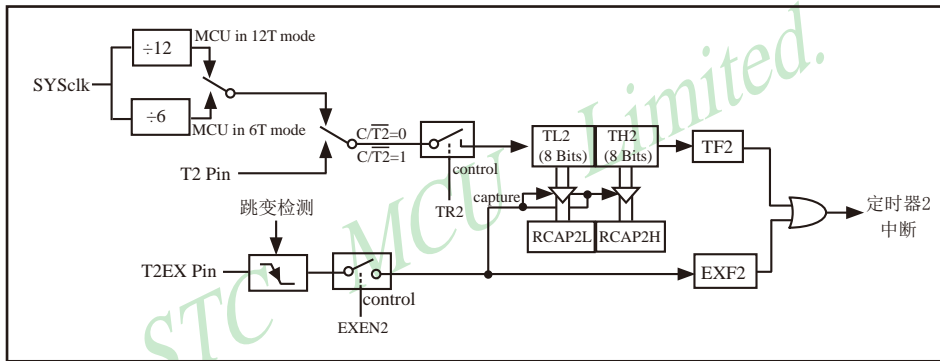 ÷12
MCU in 12T mode
SYSclk
÷6
MCU in 6T mode
C/T2=0
C/T2=1
T2 Pin
control
TR2
TL2
(8 Bits)
TH2
(8 Bits)
TF2
capture
RCAP2L
RCAP2H
定时器2
中断
跳变检测
T2EX Pin
control
EXEN2
EXF2
STC MCU Limited.